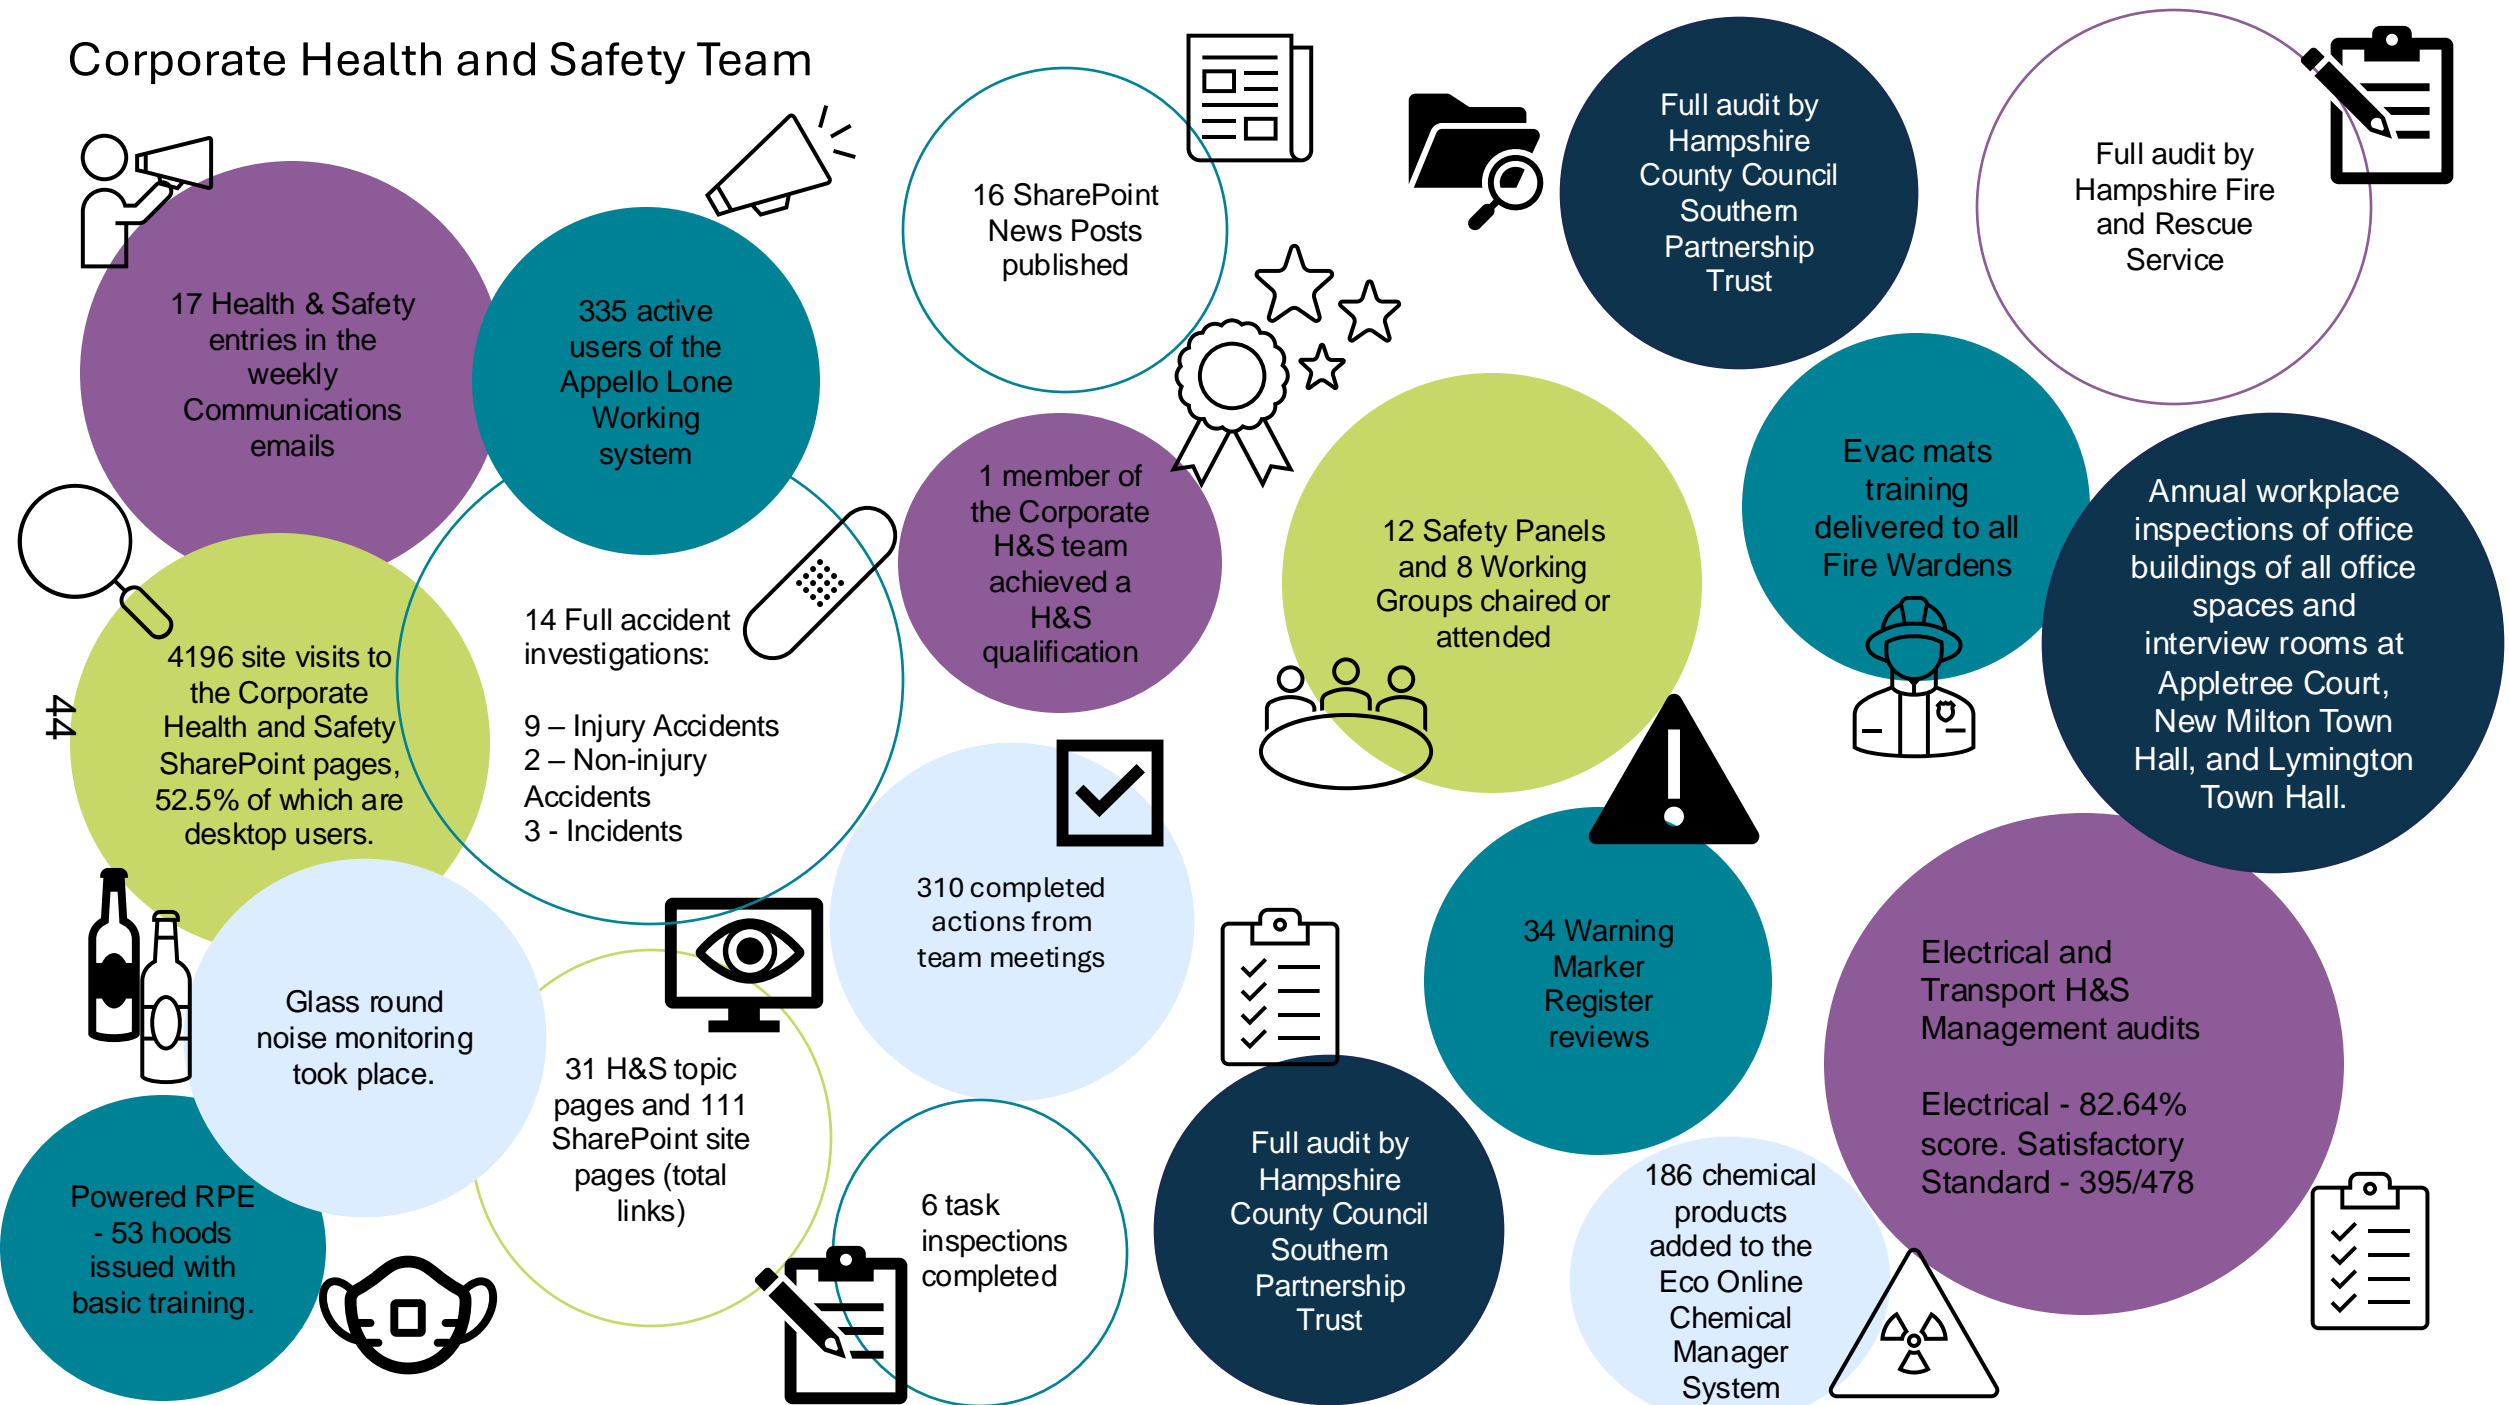 Corporate Health and Safety Team
17 Health & Safety
entries in the
weekly
Communications
emails
335 active
users of the
Appello Lone
Working
system
16 SharePoint
News Posts
published
Full audit by
Hampshire
County Council
Southern
Partnership
Trust
Full audit by
Hampshire Fire
and Rescue
Service
1 member of
the Corporate
H&S team
achieved a
H&S
qualification
12 Safety Panels
and 8 Working
Groups chaired or
attended
Evac mats
training
delivered to all
Fire Wardens
Annual workplace
inspections of office
buildings of all office
spaces and
interview rooms at
Appletree Court,
New Milton Town
Hall, and Lymington
Town Hall.
44
4196 site visits to
the Corporate
Health and Safety
SharePoint pages,
52.5% of which are
desktop users.
14 Full accident
investigations:
9 – Injury Accidents
2 – Non-injury
Accidents
3 - Incidents
310 completed
actions from
team meetings
34 Warning
Marker
Register
reviews
Electrical and
Transport H&S
Management audits
Electrical - 82.64%
score. Satisfactory
Standard - 395/478
Glass round
noise monitoring
took place.
31 H&S topic
pages and 111
SharePoint site
pages (total
links)
Powered RPE
- 53 hoods
issued with
basic training.
6 task
inspections
completed
Full audit by
Hampshire
County Council
Southern
Partnership
Trust
186 chemical
products
added to the
Eco Online
Chemical
Manager
System